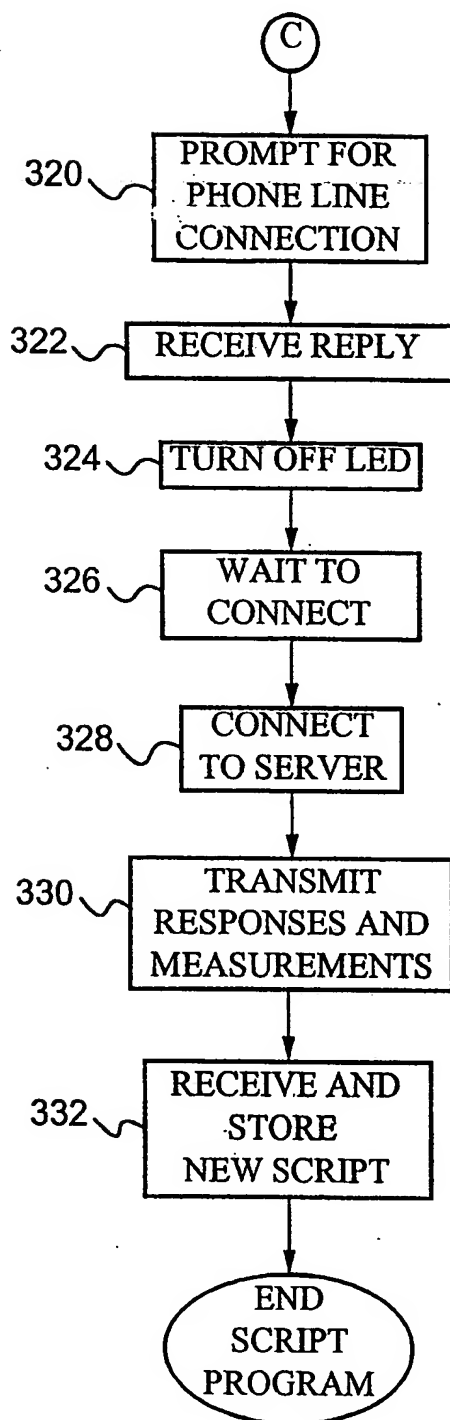 C
320
PROMPT FOR
PHONE LINE
CONNECTION
322
RECEIVE REPLY
324
TURN OFF LED
326
WAIT TO
CONNECT
328
CONNECT
TO SERVER
330
TRANSMIT
RESPONSES AND
MEASUREMENTS
332
RECEIVE AND
STORE
NEW SCRIPT
END
SCRIPT
PROGRAM